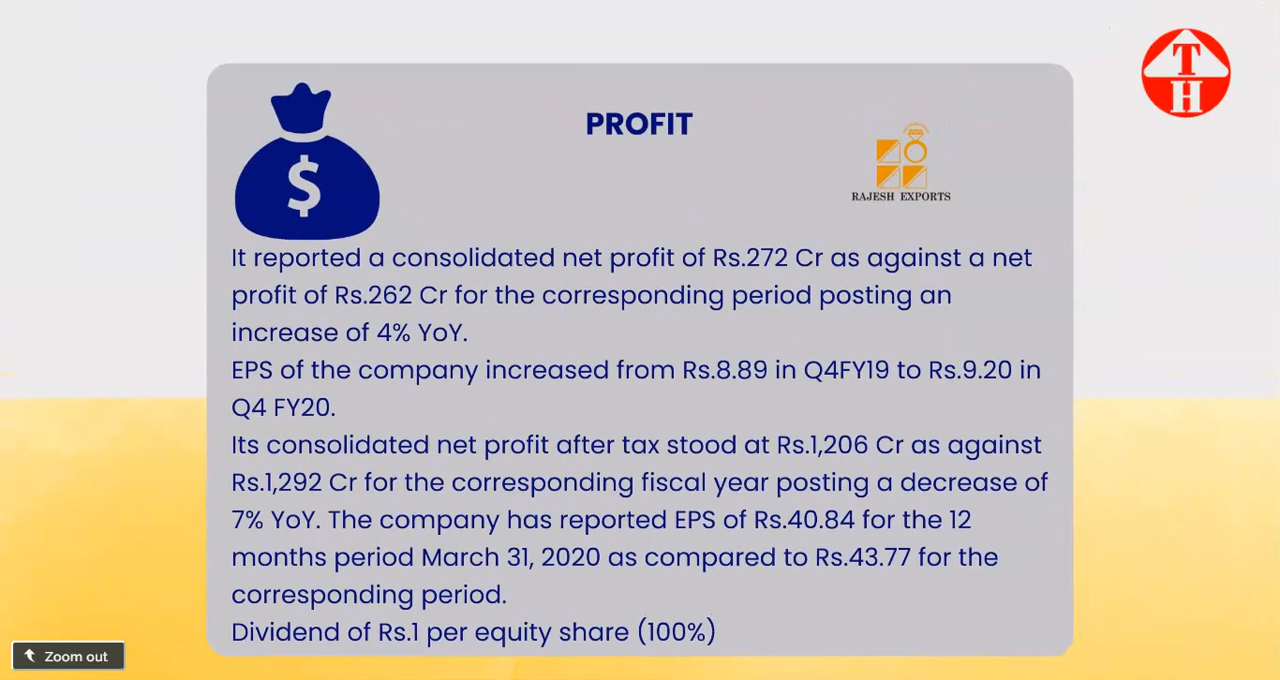 T
H
$
PROFIT
RAJESH EXPORTS
It reported a consolidated net profit of Rs.272 Cr as against a net
profit of Rs.262 Cr for the corresponding period posting an
increase of 4% YoY.
EPS of the company increased from Rs.8.89 in Q4FY19 to Rs.9.20 in
Q4 FY20.
Its consolidated net profit after tax stood at Rs.1,206 Cr as against
Rs.1,292 Cr for the corresponding fiscal year posting a decrease of
7% YoY. The company has reported EPS of Rs.40.84 for the 12
months period March 31, 2020 as compared to Rs.43.77 for the
corresponding period.
Dividend of Rs.1 per equity share (100%)
Zoom out